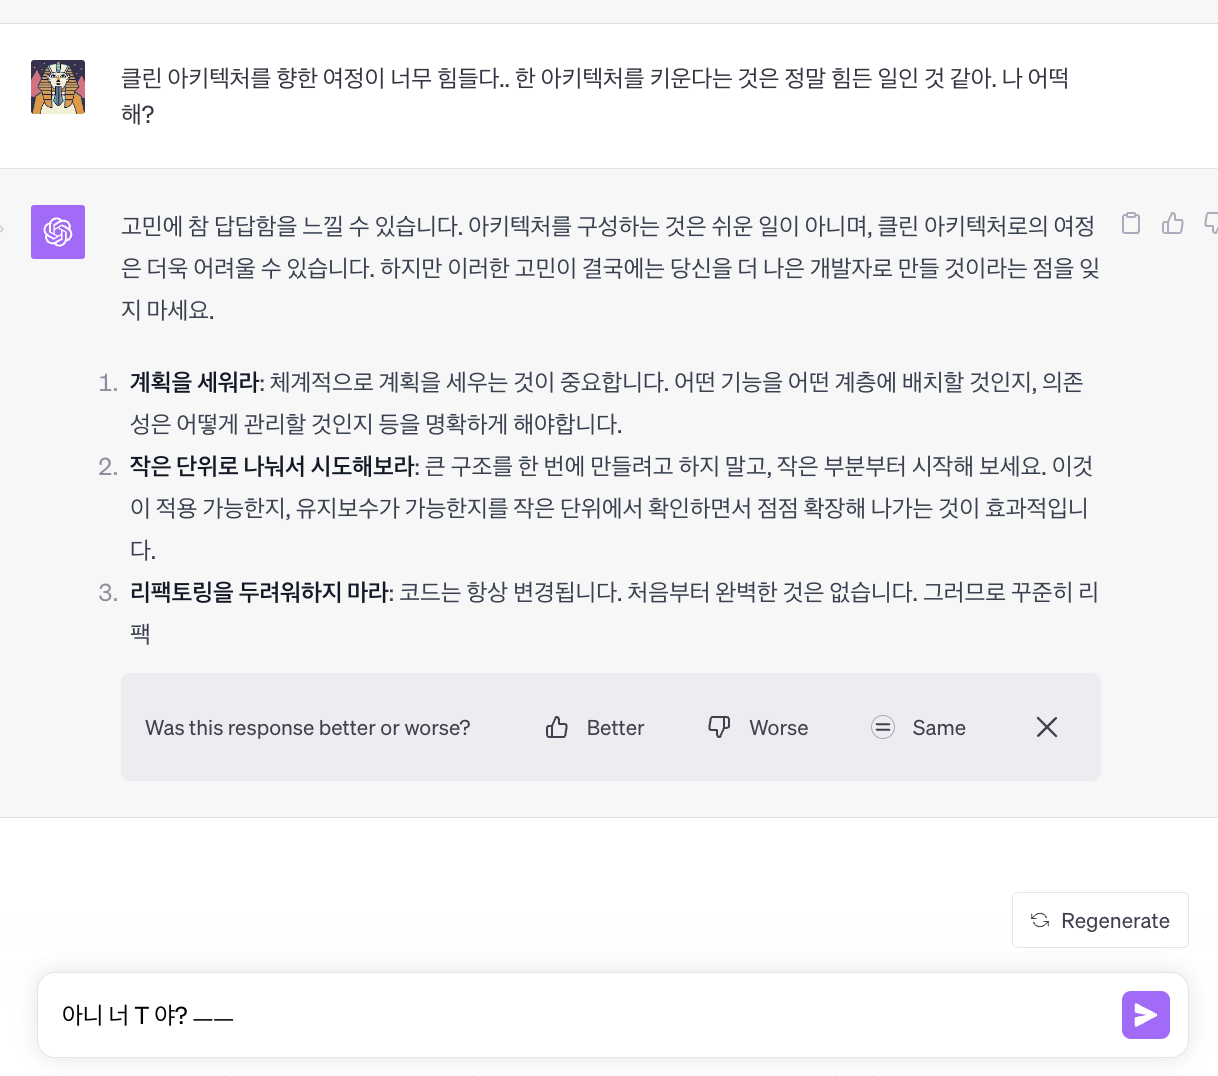 클린 아키텍처를 향한 여정이 너무 힘들다.. 한 아키텍처를 키운다는 것은 정말 힘든 일인 것 같아. 나 어떡
해?
고민에 참 답답함을 느낄 수 있습니다. 아키텍처를 구성하는 것은 쉬운 일이 아니며, 클린 아키텍처로의 여정
은 더욱 어려울 수 있습니다. 하지만 이러한 고민이 결국에는 당신을 더 나은 개발자로 만들 것이라는 점을 잊
지 마세요.
1. 계획을 세워라: 체계적으로 계획을 세우는 것이 중요합니다. 어떤 기능을 어떤 계층에 배치할 것인지, 의존
성은 어떻게 관리할 것인지 등을 명확하게 해야합니다.
2. 작은 단위로 나눠서 시도해보라: 큰 구조를 한 번에 만들려고 하지 말고, 작은 부분부터 시작해 보세요. 이것
이 적용 가능한지, 유지보수가 가능한지를 작은 단위에서 확인하면서 점점 확장해 나가는 것이 효과적입니
다.
3. 리팩토링을 두려워하지 마라: 코드는 항상 변경됩니다. 처음부터 완벽한 것은 없습니다. 그러므로 꾸준히 리
팩
Was this response better or worse? Better Worse Same
Regenerate
아니 너 T 야? ㅡㅡ